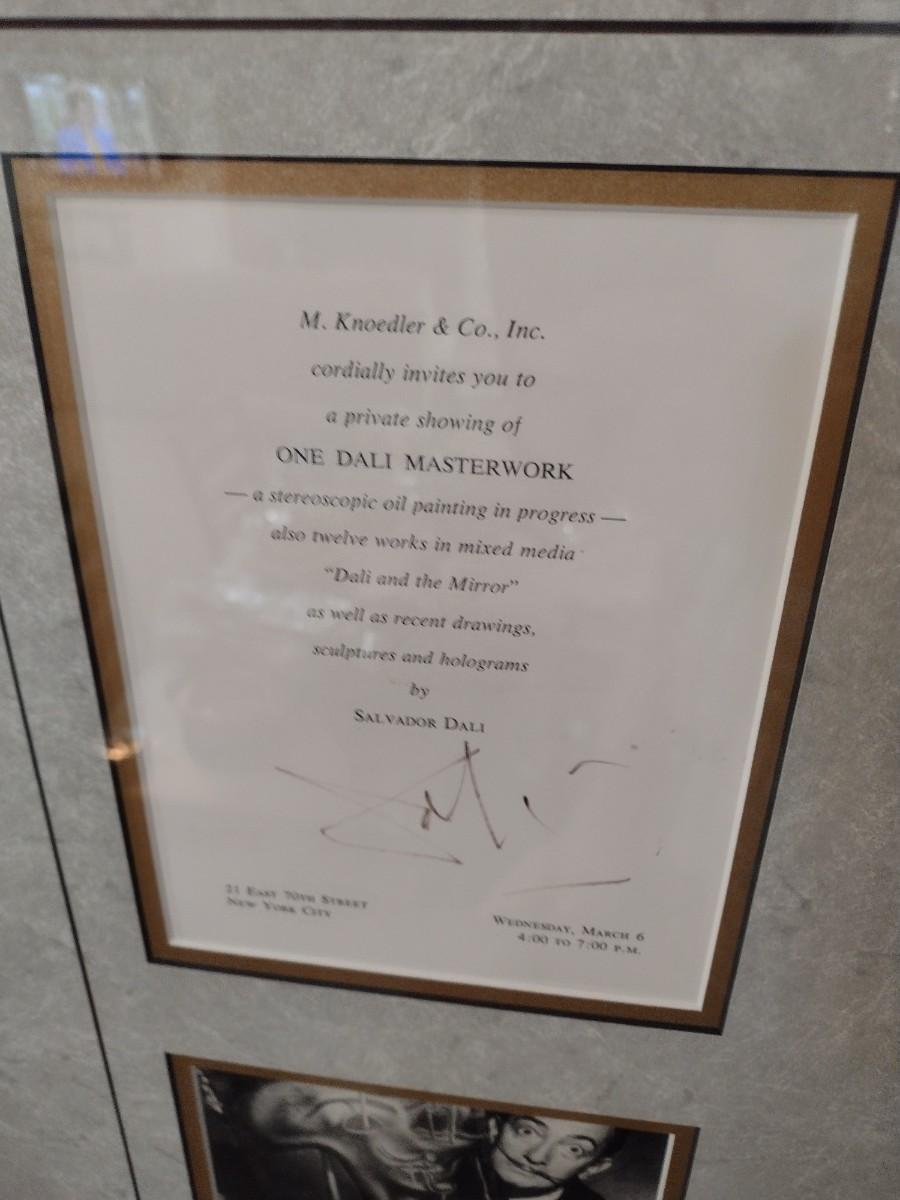 M. Knoedler & Co., Inc.
cordially invites you to
a private showing of
ONE DALI MASTERWORK
— a stereoscopic oil painting in progress —
also twelve works in mixed media
“Dali and the Mirror”
as well as recent drawings,
sculptures and holograms
by
SALVADOR DALI
21 EAST 70TH STREET
NEW YORK CITY
WEDNESDAY, MARCH 6
4:00 TO 7:00 P.M.